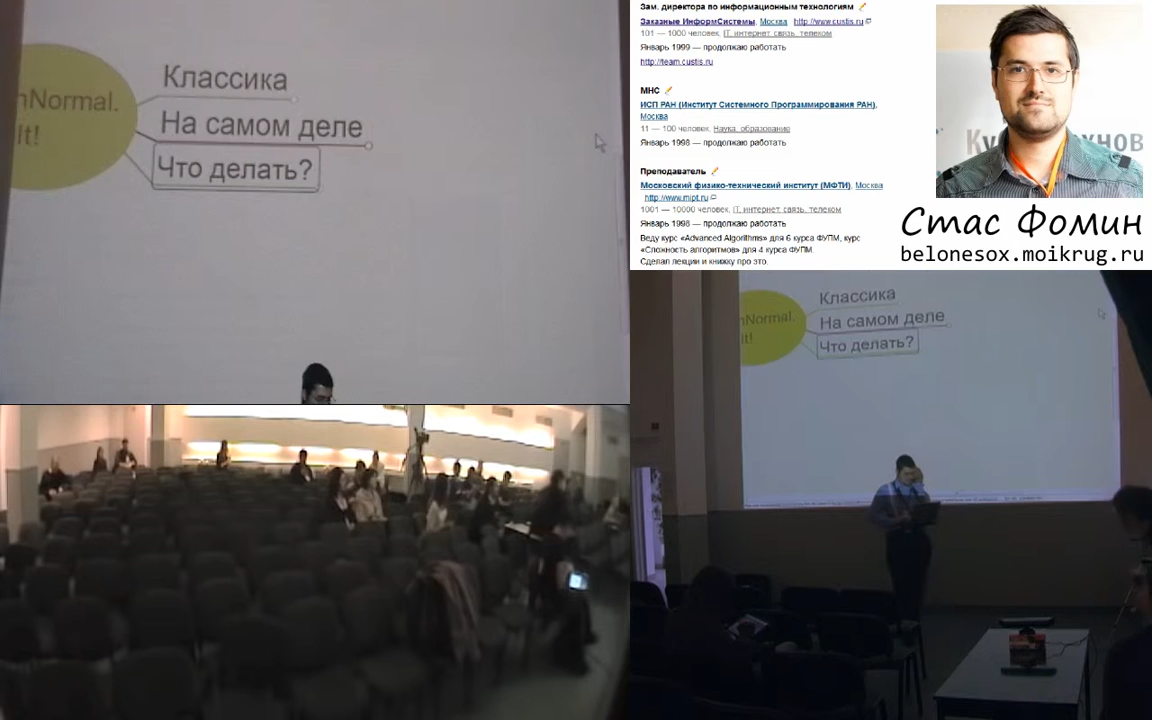 nNormal.
It!
Классика
На самом деле
Что делать?
Зам. директора по информационным технологиям
Заказные ИнформСистемы, Москва http://www.custis.ru
101 — 1000 человек, IT, интернет, связь, телеком
Январь 1999 — продолжаю работать
http://team.custis.ru
МНС
ИСП РАН (Институт Системного Программирования РАН),
Москва
11 — 100 человек, Наука, образование
Январь 1998 — продолжаю работать
Преподаватель
Московский физико-технический институт (МФТИ), Москва
http://www.mipt.ru
1001 — 10000 человек, IT, интернет, связь, телеком
Январь 1998 — продолжаю работать
Веду курс «Advanced Algorithms» для 6 курса ФУПМ, курс
«Сложность алгоритмов» для 4 курса ФУПМ.
Сделал лекции и книжку про это.
Стас Фомин
belonesox.moikrug.ru
nNormal.
It!
Классика
На самом деле
Что делать?